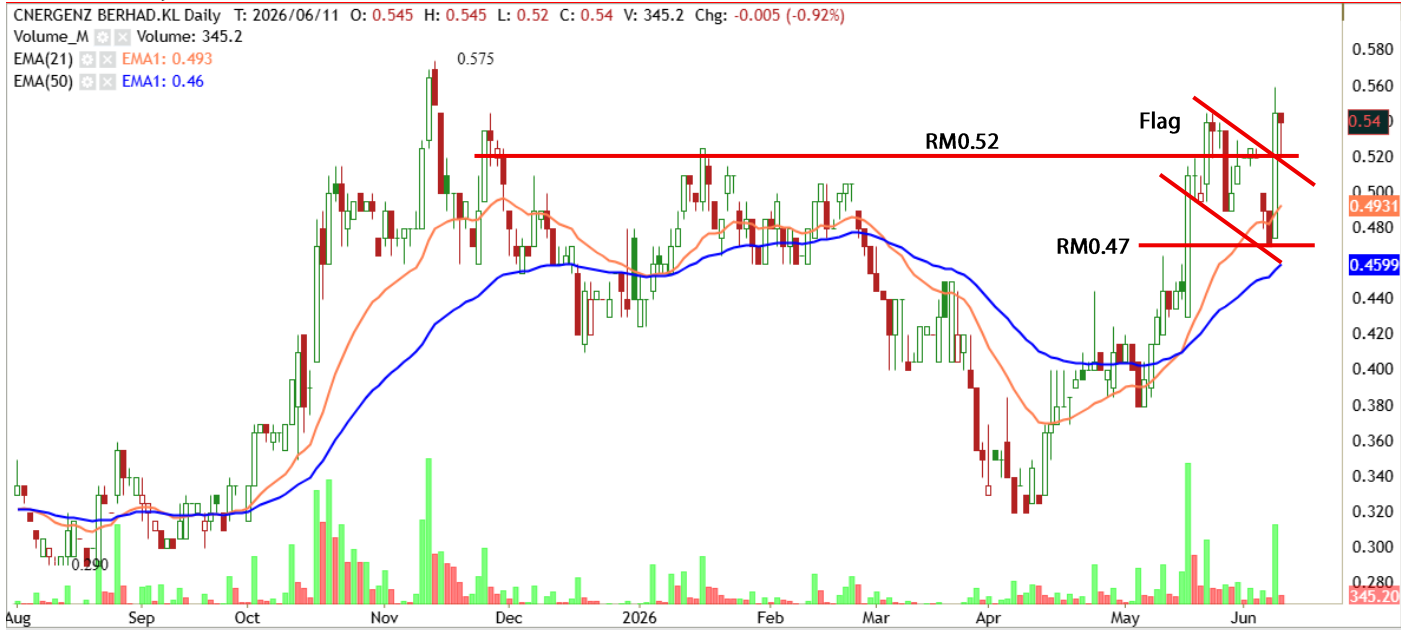 CNERGENZ BERHAD.KL Daily T: 2026/06/11 O: 0.545 H: 0.545 L: 0.52 C: 0.54 V: 345.2 Chg: -0.005 (-0.92%)
Volume_M Volume: 345.2
EMA(21) EMA1: 0.493
EMA(50) EMA1: 0.46
0.575
Flag
RM0.52
RM0.47
0.290
0.580
0.560
0.54
0.520
0.500
0.4931
0.480
0.4599
0.440
0.420
0.400
0.380
0.360
0.340
0.320
0.300
0.280
345.20
Aug Sep Oct Nov Dec 2026 Feb Mar Apr May Jun